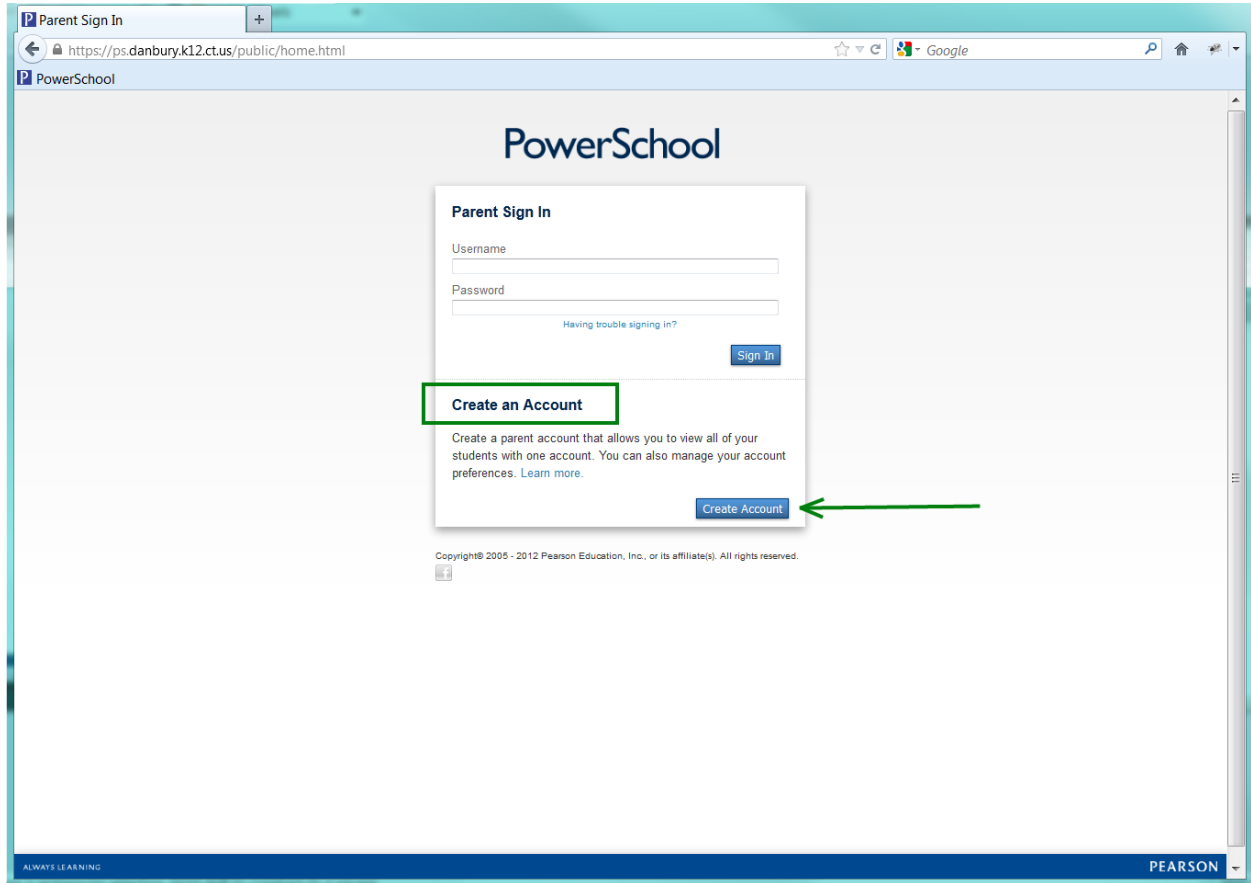 Parent Sign In
https://ps.danbury.k12.ct.us/public/home.html
Google
PowerSchool
PowerSchool
Parent Sign In
Username
Password
Having trouble signing in?
Sign In
Create an Account
Create a parent account that allows you to view all of your
students with one account. You can also manage your account
preferences. Learn more.
Create Account
Copyright© 2005 - 2012 Pearson Education, Inc., or its affiliate(s). All rights reserved.
ALWAYS LEARNING
PEARSON